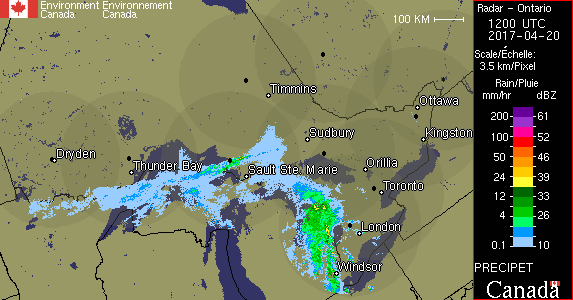 Environment Environnement
Canada Canada
100 KM
Timmins
Ottawa
Sudbury
Kingston
Dryden
Thunder Bay
Sault Ste. Marie
Orillia
Toronto
London
Windsor
Radar - Ontario
1200 UTC
2017-04-20
Scale/Échelle:
3.5 km/Pixel
Rain/Pluie
mm/hr dBZ
200 61
100 52
50 46
24 39
12 33
4 26
0.1 10
PRECIPET
Canada